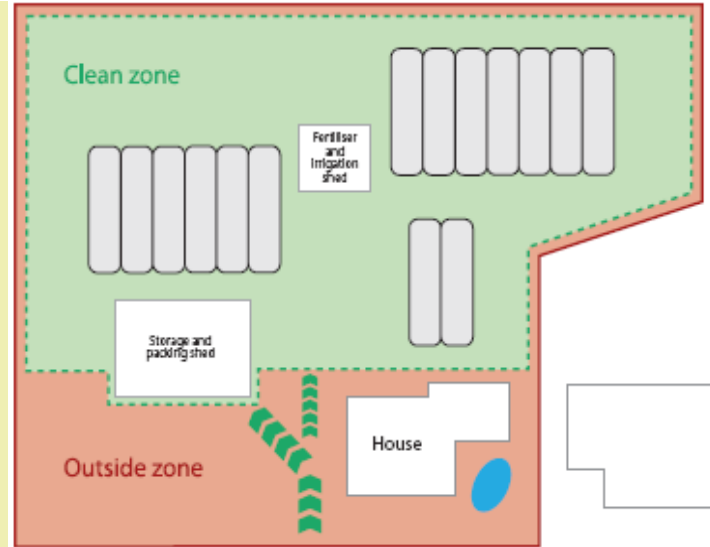 Clean zone
Fertiliser
and
irrigation
shed
Storage and
packing shed
House
Outside zone